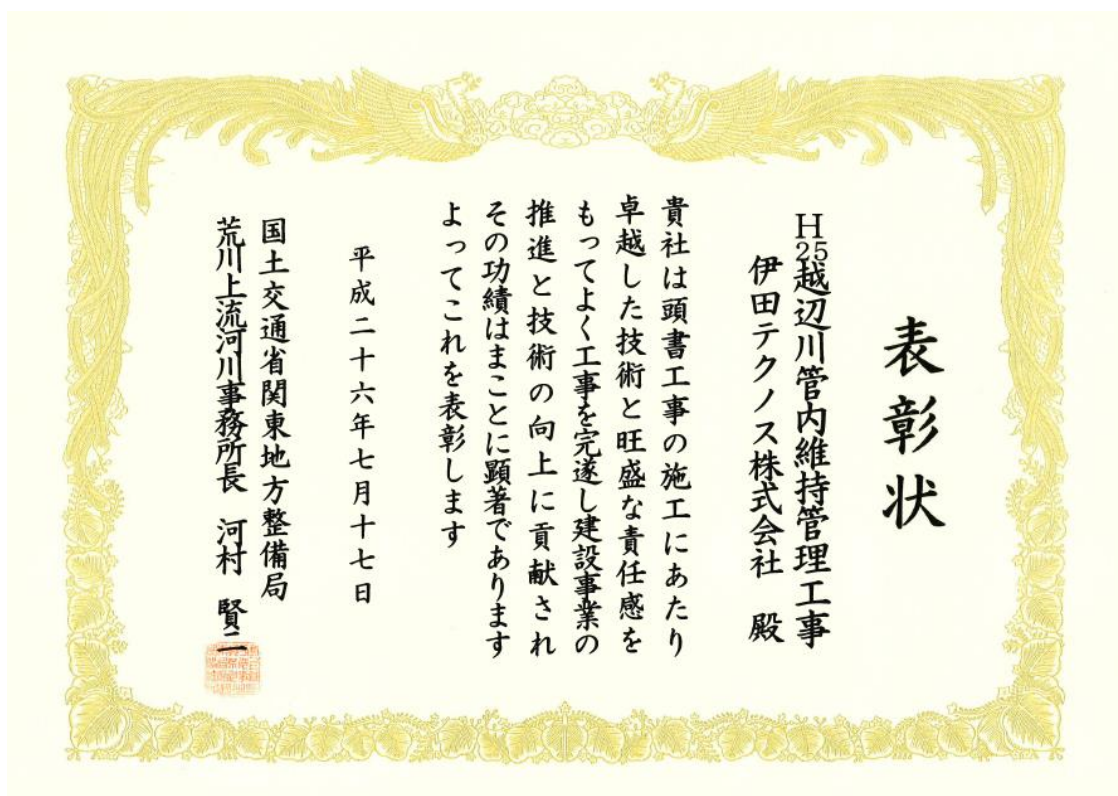 表彰状
H25越辺川管内維持管理工事
伊田テクノス株式会社 殿
貴社は頭書工事の施工にあたり
卓越した技術と旺盛な責任感を
もってよく工事を完遂し建設事業の
推進と技術の向上に貢献され
その功績はまことに顕著であります
よってこれを表彰します
平成二十六年七月十七日
国土交通省関東地方整備局
荒川上流河川事務所長 河村 賢二